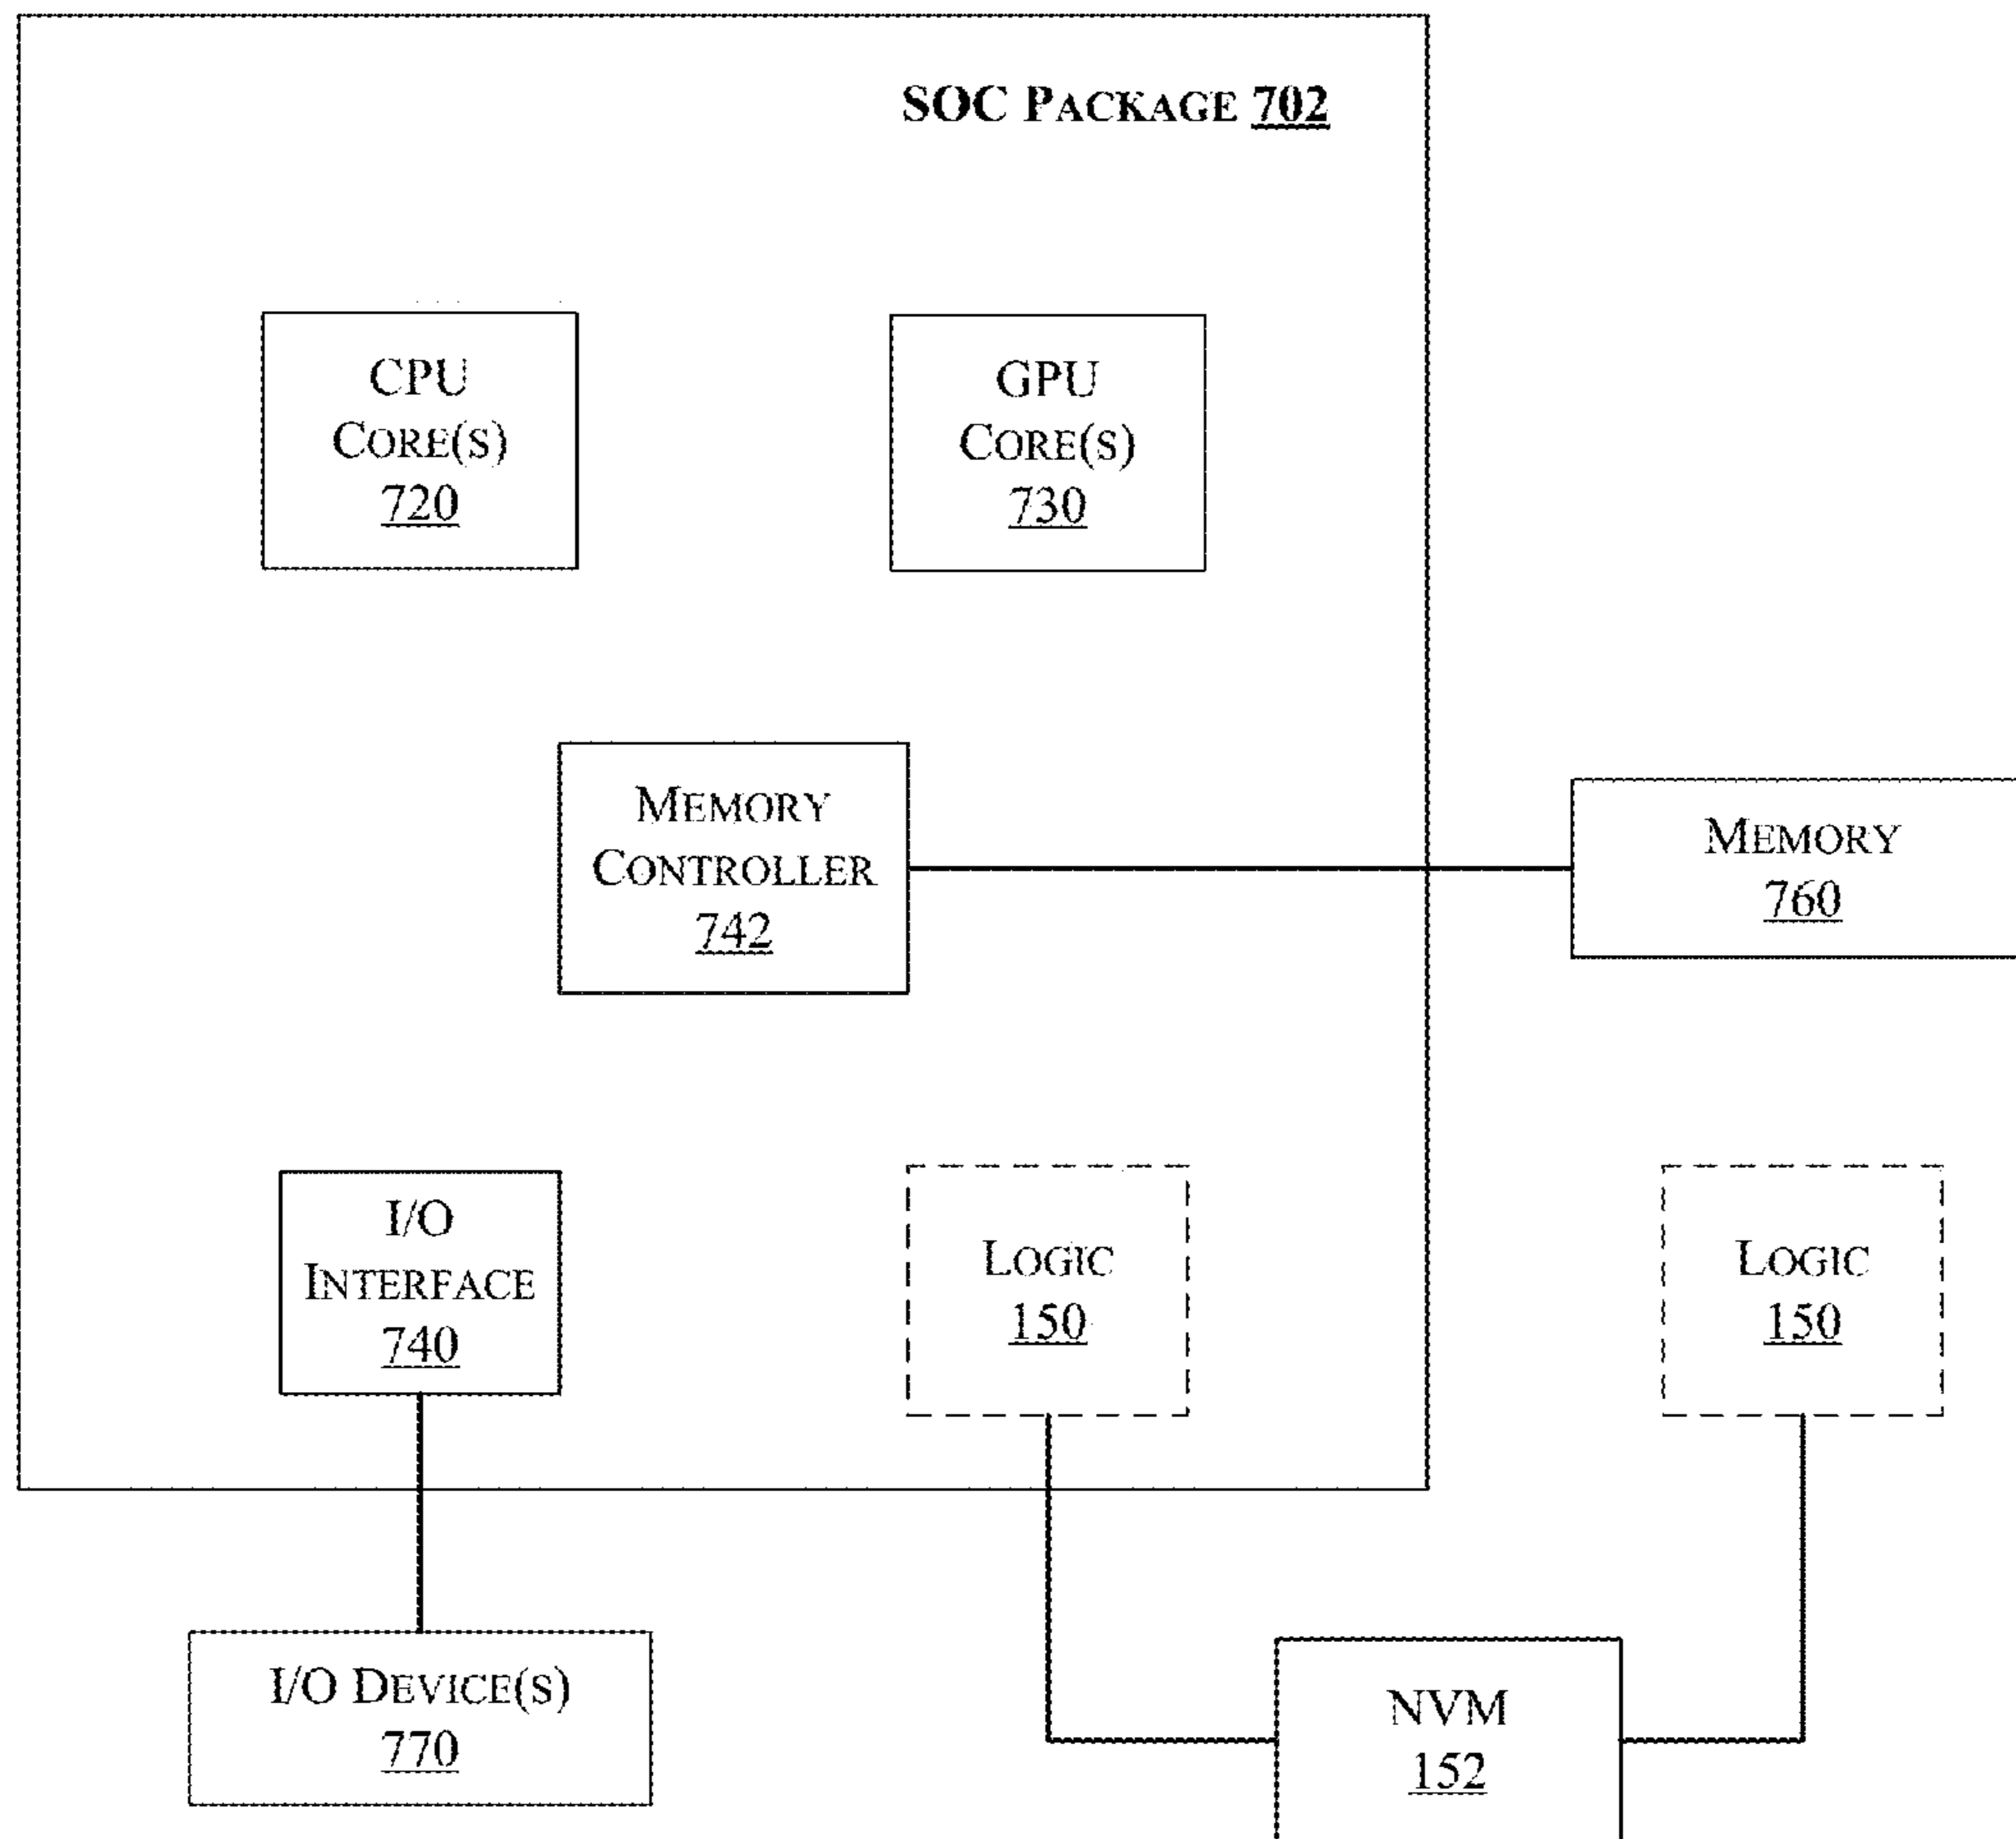 SOC PACKAGE 702
CPU
CORE(S)
720
GPU
CORE(S)
730
MEMORY
CONTROLLER
742
MEMORY
760
I/O
INTERFACE
740
LOGIC
150
LOGIC
150
I/O DEVICE(S)
770
NVM
152